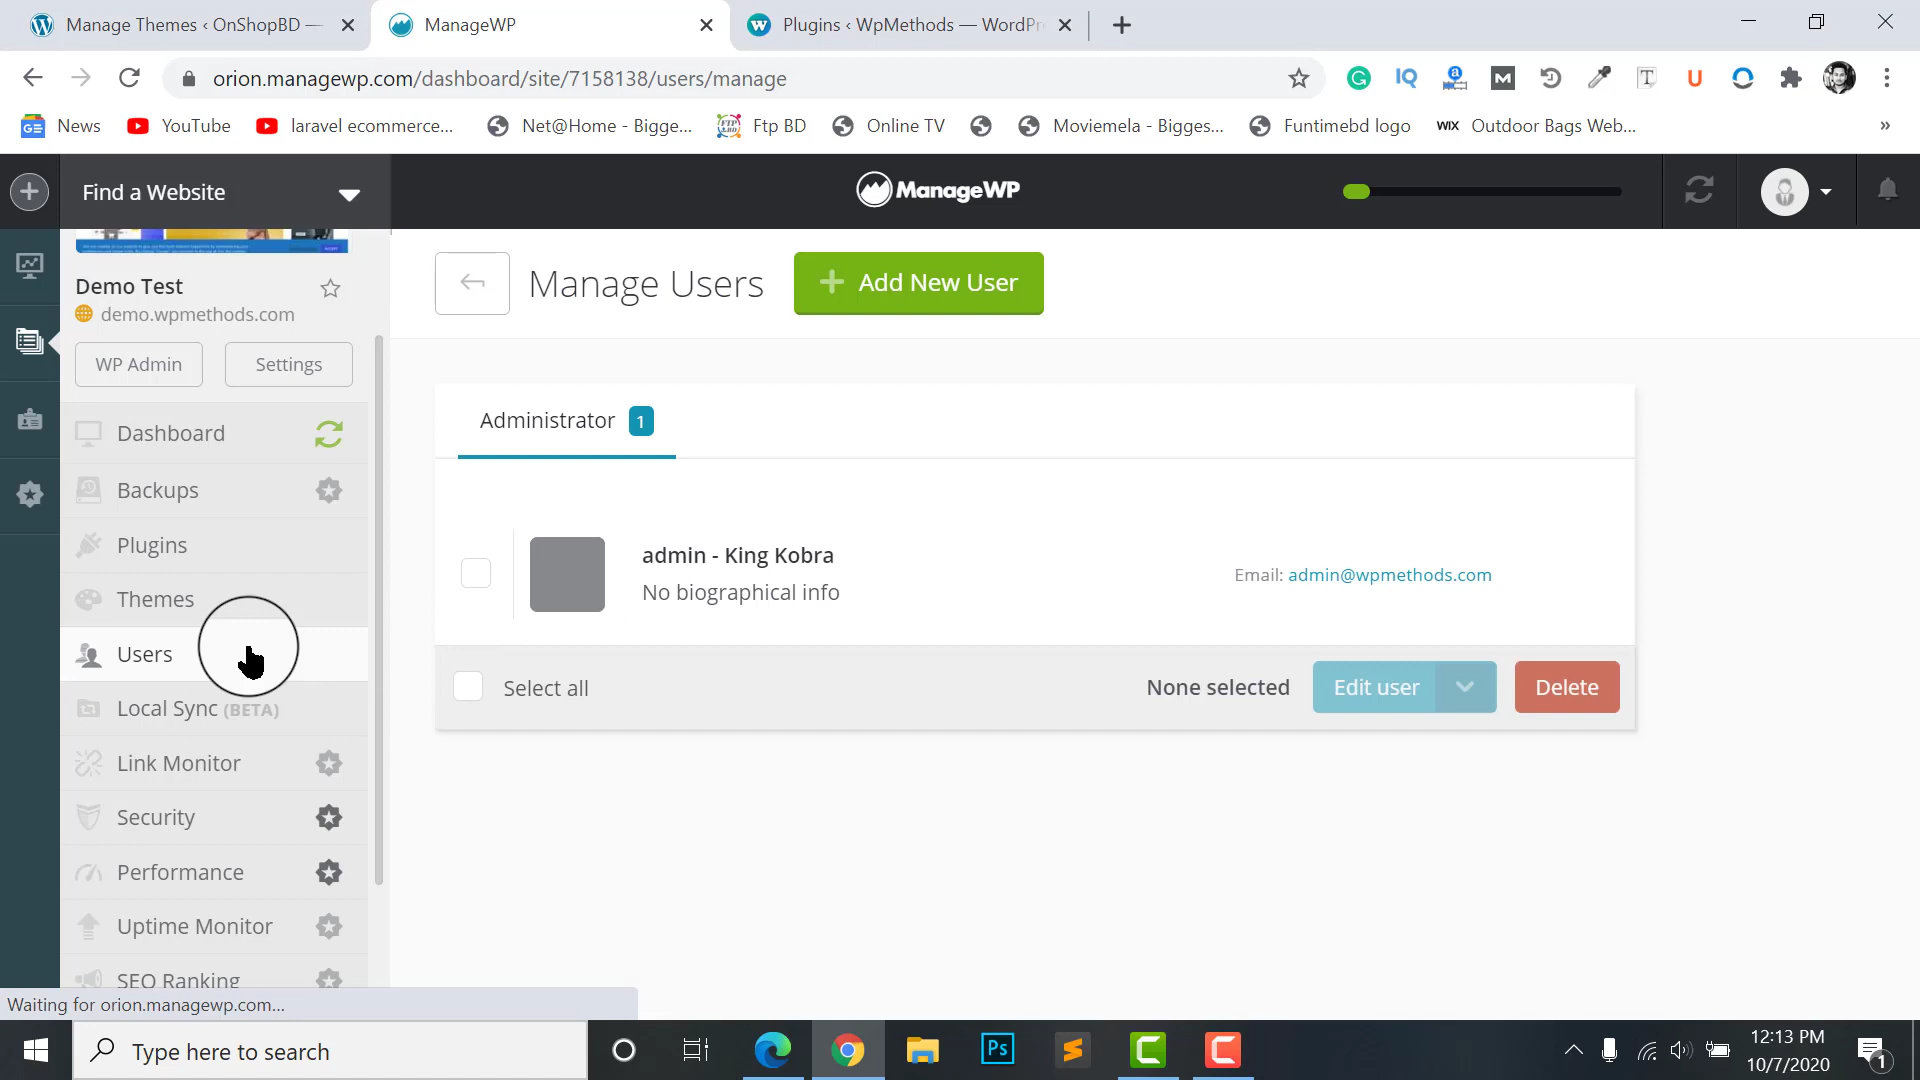 Manage Themes ‹ OnShopBD —
ManageWP
Plugins ‹ WpMethods — WordPr
orion.managewp.com/dashboard/site/7158138/users/manage
News
YouTube
laravel ecommerce...
Net@Home - Bigge...
Ftp BD
Online TV
Moviemela - Bigges...
Funtimebd logo
WIX
Outdoor Bags Web...
»
Find a Website
ManageWP
Demo Test
demo.wpmethods.com
WP Admin
Settings
Dashboard
Backups
Plugins
Themes
Users
Local Sync (BETA)
Link Monitor
Security
Performance
Uptime Monitor
SEO Ranking
Manage Users
Add New User
Administrator 1
admin - King Kobra
No biographical info
Email: admin@wpmethods.com
Select all
None selected
Edit user
Delete
Waiting for orion.managewp.com...
Type here to search
Ps
12:13 PM
10/7/2020
1